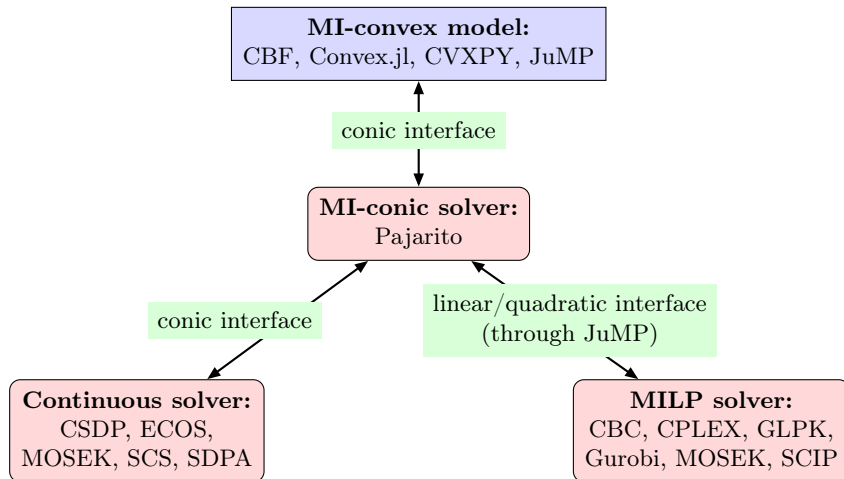 MI-convex model:
CBF, Convex.jl, CVXPY, JuMP
conic interface
MI-conic solver:
Pajarito
conic interface
linear/quadratic interface
(through JuMP)
Continuous solver:
CSDP, ECOS,
MOSEK, SCS, SDPA
MILP solver:
CBC, CPLEX, GLPK,
Gurobi, MOSEK, SCIP